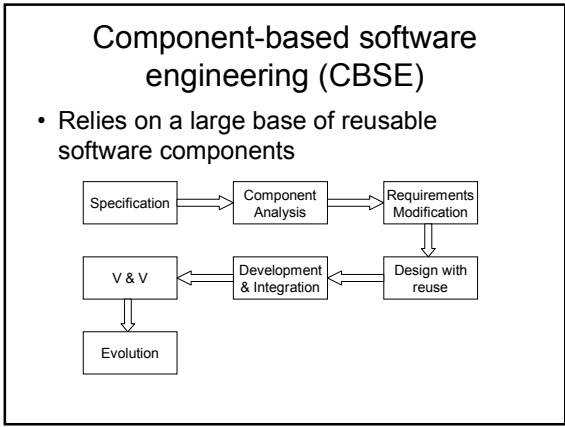 Component-based software
engineering (CBSE)
• Relies on a large base of reusable
software components
Specification
Component
Analysis
Requirements
Modification
Design with
reuse
Development
& Integration
V & V
Evolution